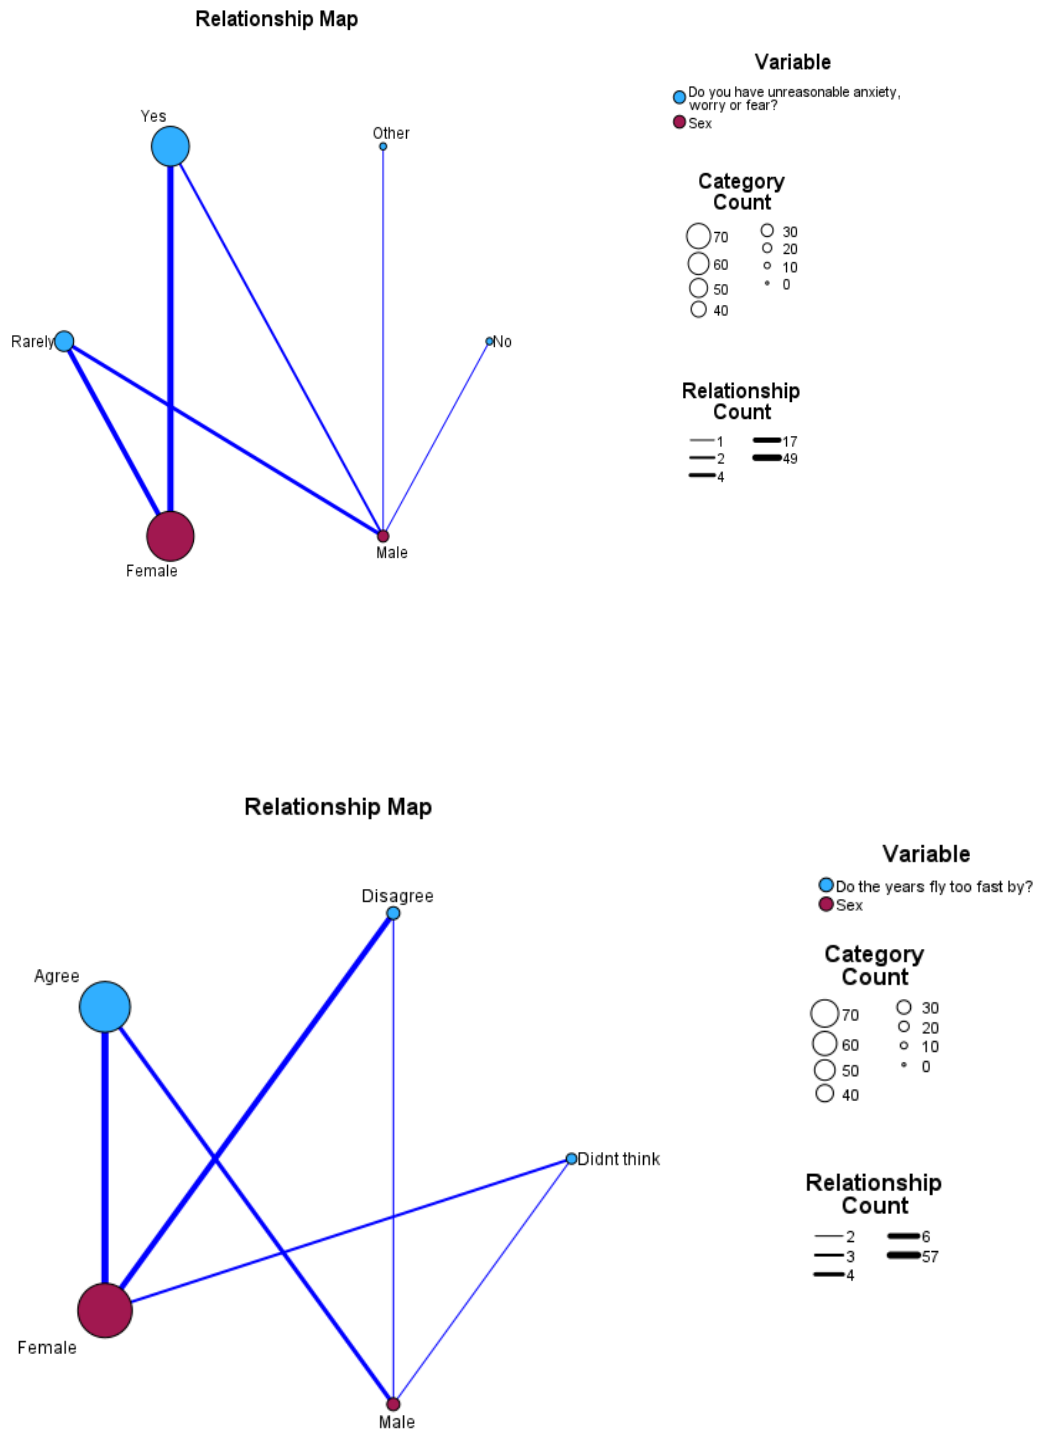 Relationship Map
Variable
Do you have unreasonable anxiety,
worry or fear?
Sex
Yes
Other
Category
Count
70
30
60
20
50
10
40
0
Rarely
No
Relationship
Count
1
17
2
49
4
Male
Female
Relationship Map
Variable
Do the years fly too fast by?
Sex
Disagree
Agree
Category
Count
70
30
60
20
50
10
40
0
Didnt think
Relationship
Count
2
6
3
57
4
Female
Male